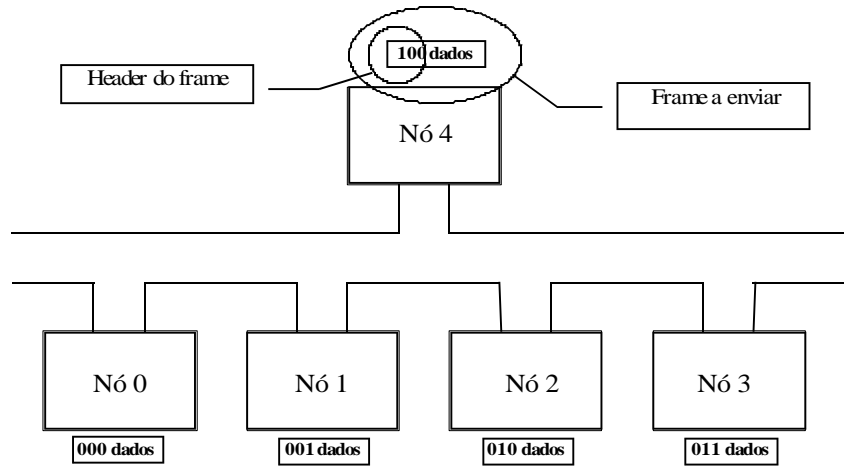 100 dados
Header do frame
Frame a enviar
Nó 4
Nó 0
Nó 1
Nó 2
Nó 3
000 dados
001 dados
010 dados
011 dados